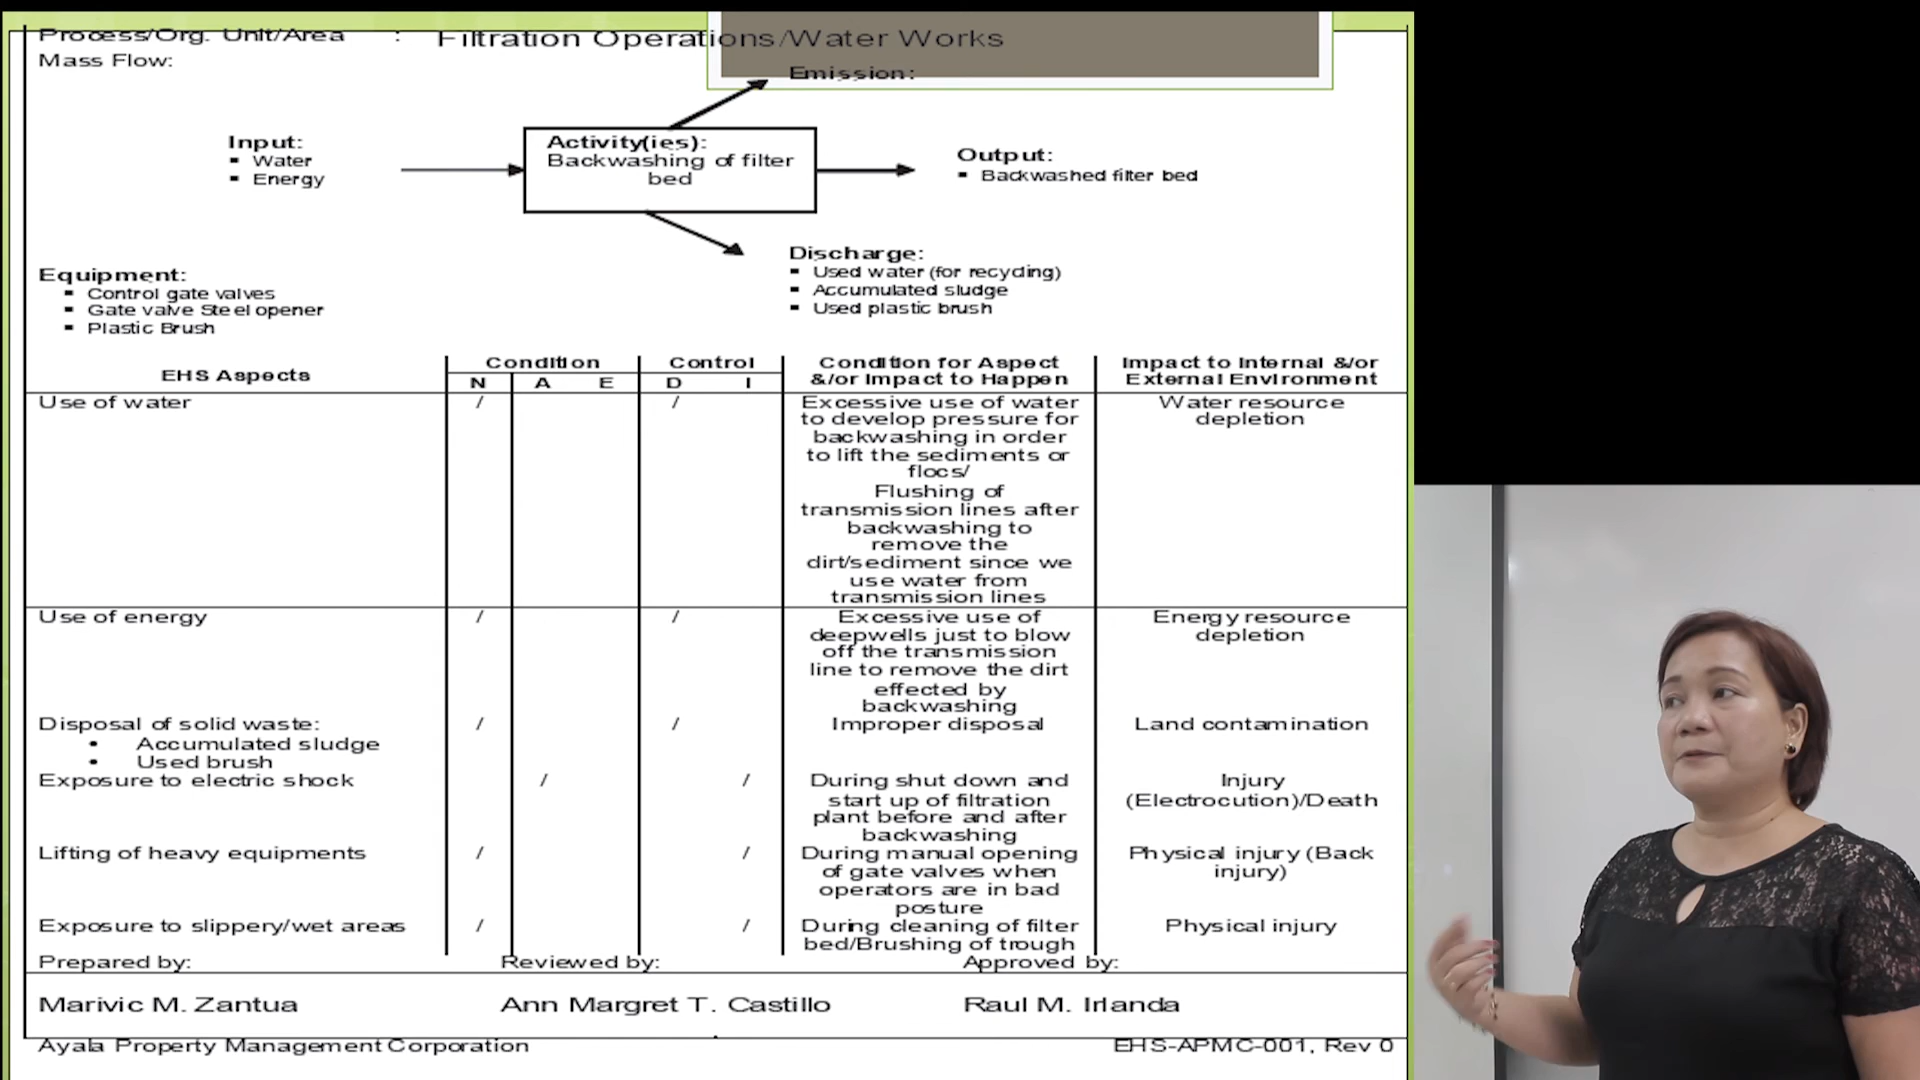 Process/Org. Unit/Area : Filtration Operations/Water Works
Mass Flow:
Emission:
Input:
▪ Water
▪ Energy
Activity(ies):
Backwashing of filter
bed
Output:
▪ Backwashed filter bed
Discharge:
▪ Used water (for recycling)
▪ Accumulated sludge
▪ Used plastic brush
Equipment:
▪ Control gate valves
▪ Gate valve Steel opener
▪ Plastic Brush
EHS Aspects
Condition
N A E
Control
D I
Condition for Aspect
&/or Impact to Happen
Impact to Internal &/or
External Environment
Use of water
/ /
Excessive use of water
to develop pressure for
backwashing in order
to lift the sediments or
flocs/
Flushing of
transmission lines after
backwashing to
remove the
dirt/sediment since we
use water from
transmission lines
Water resource
depletion
Use of energy
/ /
Excessive use of
deepwells just to blow
off the transmission
line to remove the dirt
effected by
backwashing
Energy resource
depletion
Disposal of solid waste:
• Accumulated sludge
• Used brush
/ /
Improper disposal
Land contamination
Exposure to electric shock
/ /
During shut down and
start up of filtration
plant before and after
backwashing
Injury
(Electrocution)/Death
Lifting of heavy equipments
/ /
During manual opening
of gate valves when
operators are in bad
posture
Physical injury (Back
injury)
Exposure to slippery/wet areas
/ /
During cleaning of filter
bed/Brushing of trough
Physical injury
Prepared by: Reviewed by: Approved by:
Marivic M. Zantua Ann Margret T. Castillo Raul M. Irlanda
Ayala Property Management Corporation EHS-APMC-001, Rev 0